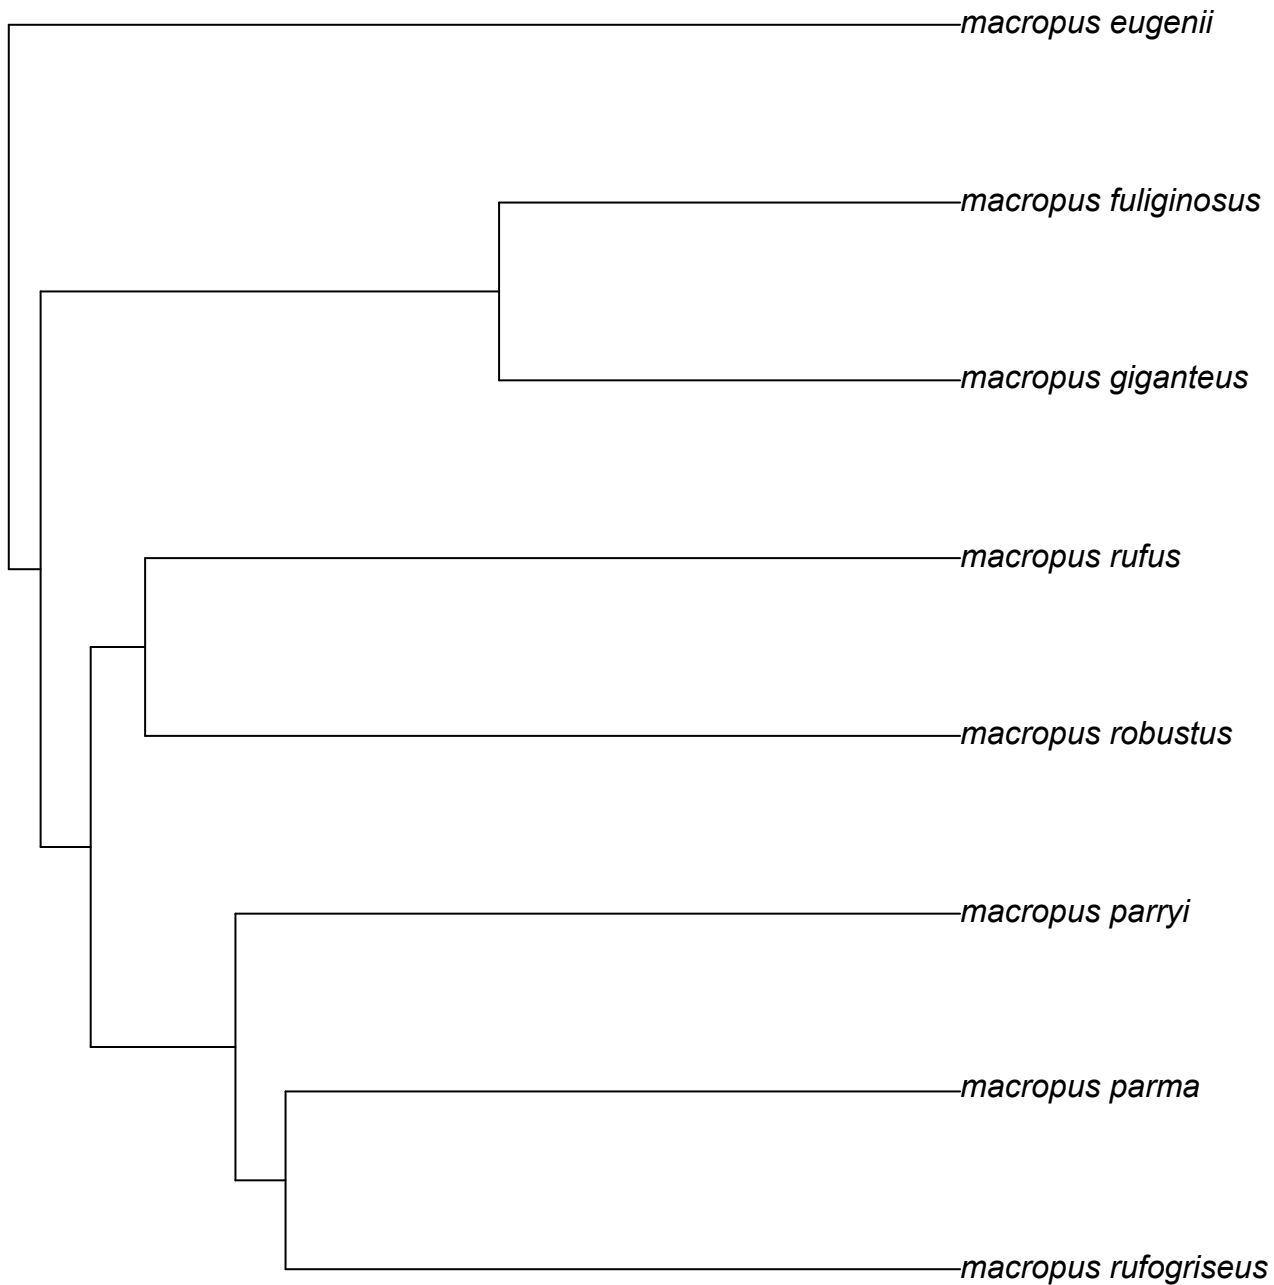 macropus eugenii
macropus fuliginosus
macropus giganteus
macropus rufus
macropus robustus
macropus parryi
macropus parma
macropus rufogriseus